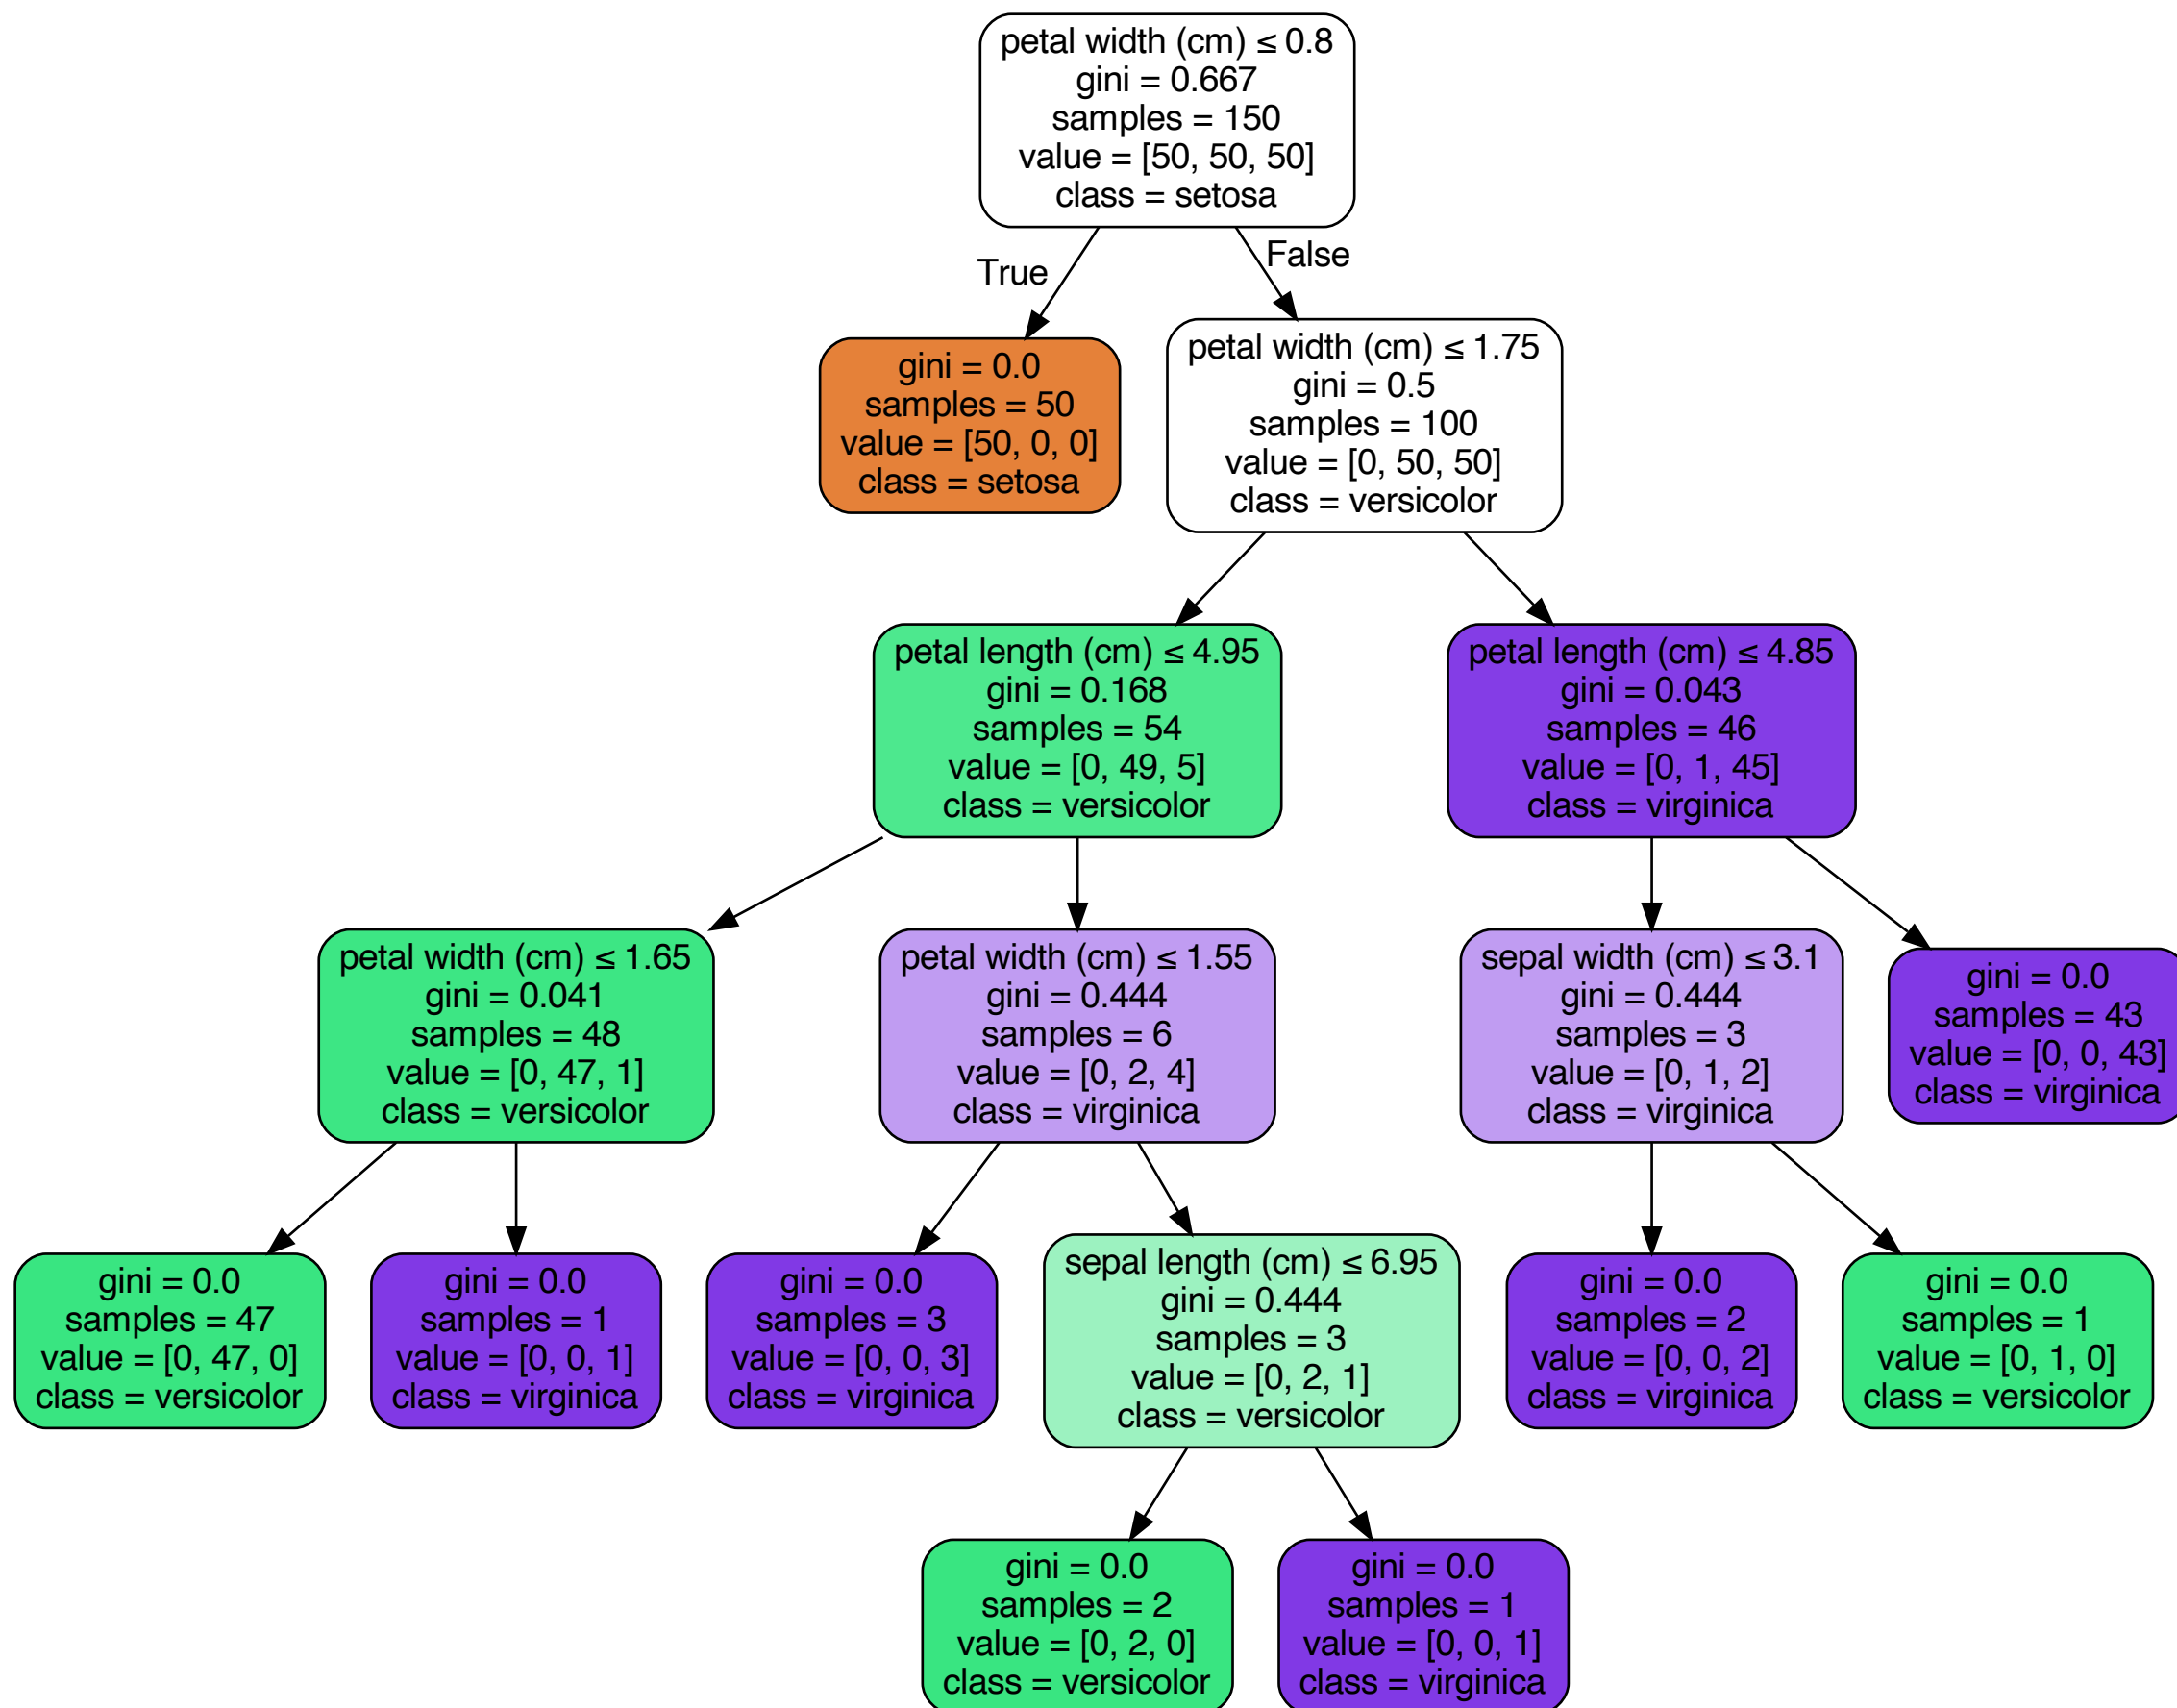 petal width (cm) ≤ 0.8
gini = 0.667
samples = 150
value = [50, 50, 50]
class = setosa
True
False
gini = 0.0
samples = 50
value = [50, 0, 0]
class = setosa
petal width (cm) ≤ 1.75
gini = 0.5
samples = 100
value = [0, 50, 50]
class = versicolor
petal length (cm) ≤ 4.95
gini = 0.168
samples = 54
value = [0, 49, 5]
class = versicolor
petal length (cm) ≤ 4.85
gini = 0.043
samples = 46
value = [0, 1, 45]
class = virginica
petal width (cm) ≤ 1.65
gini = 0.041
samples = 48
value = [0, 47, 1]
class = versicolor
petal width (cm) ≤ 1.55
gini = 0.444
samples = 6
value = [0, 2, 4]
class = virginica
sepal width (cm) ≤ 3.1
gini = 0.444
samples = 3
value = [0, 1, 2]
class = virginica
gini = 0.0
samples = 43
value = [0, 0, 43]
class = virginica
gini = 0.0
samples = 47
value = [0, 47, 0]
class = versicolor
gini = 0.0
samples = 1
value = [0, 0, 1]
class = virginica
gini = 0.0
samples = 3
value = [0, 0, 3]
class = virginica
sepal length (cm) ≤ 6.95
gini = 0.444
samples = 3
value = [0, 2, 1]
class = versicolor
gini = 0.0
samples = 2
value = [0, 0, 2]
class = virginica
gini = 0.0
samples = 1
value = [0, 1, 0]
class = versicolor
gini = 0.0
samples = 2
value = [0, 2, 0]
class = versicolor
gini = 0.0
samples = 1
value = [0, 0, 1]
class = virginica